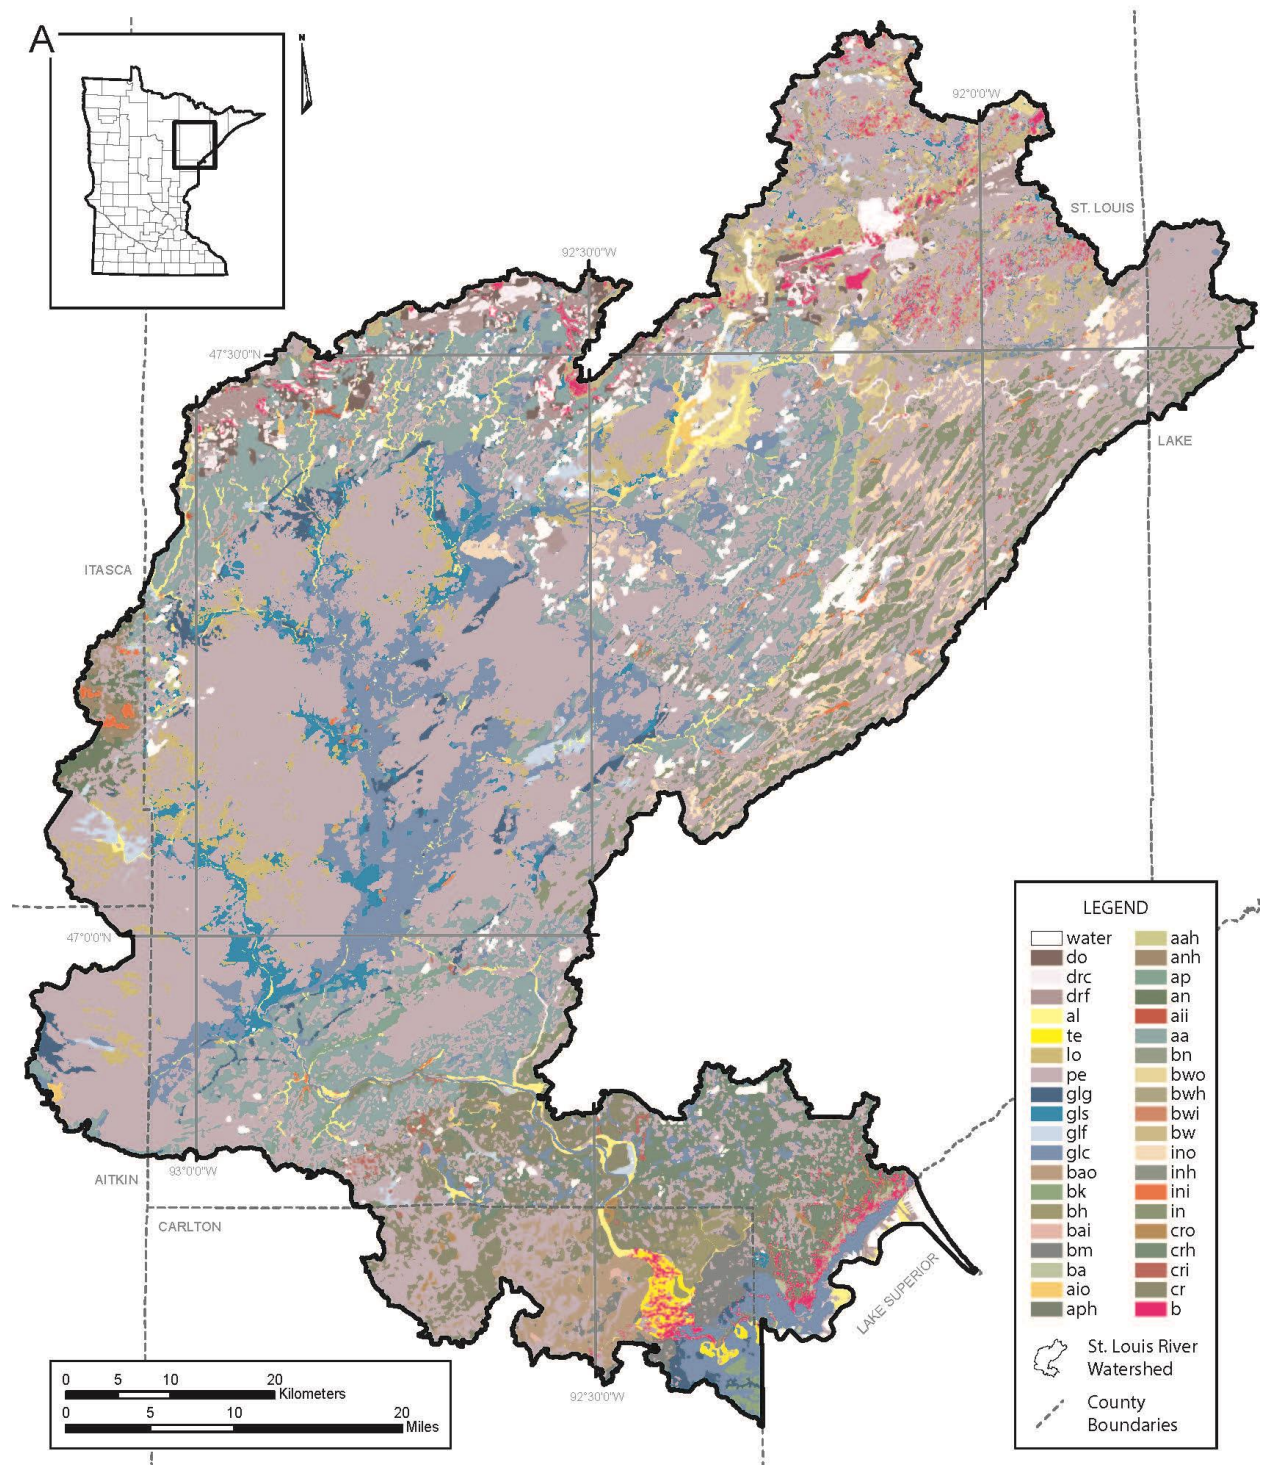 A
N
92°0'0"W
ST. LOUIS
92°30'0"W
47°30'0"N
LAKE
ITASCA
47°0'0"N
AITKIN
93°0'0"W
CARLTON
LAKE SUPERIOR
92°30'0"W
0 5 10 20 Kilometers
0 5 10 20 Miles
LEGEND
water aah
do anh
drc ap
drf an
al aii
te aa
lo bn
pe bwo
glg bwh
gls bwi
glf bw
glc ino
bao inh
bk ini
bh in
bai cro
bm crh
ba cri
aio cr
aph b
St. Louis River
Watershed
County
Boundaries